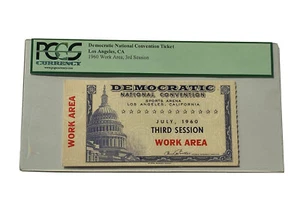 PCGS
CURRENCY
Democratic National Convention Ticket
Los Angeles, CA
1960 Work Area, 3rd Session
WORK AREA
DEMOCRATIC
NATIONAL CONVENTION
SPORTS ARENA
LOS ANGELES, CALIFORNIA
JULY, 1960
THIRD SESSION
WORK AREA